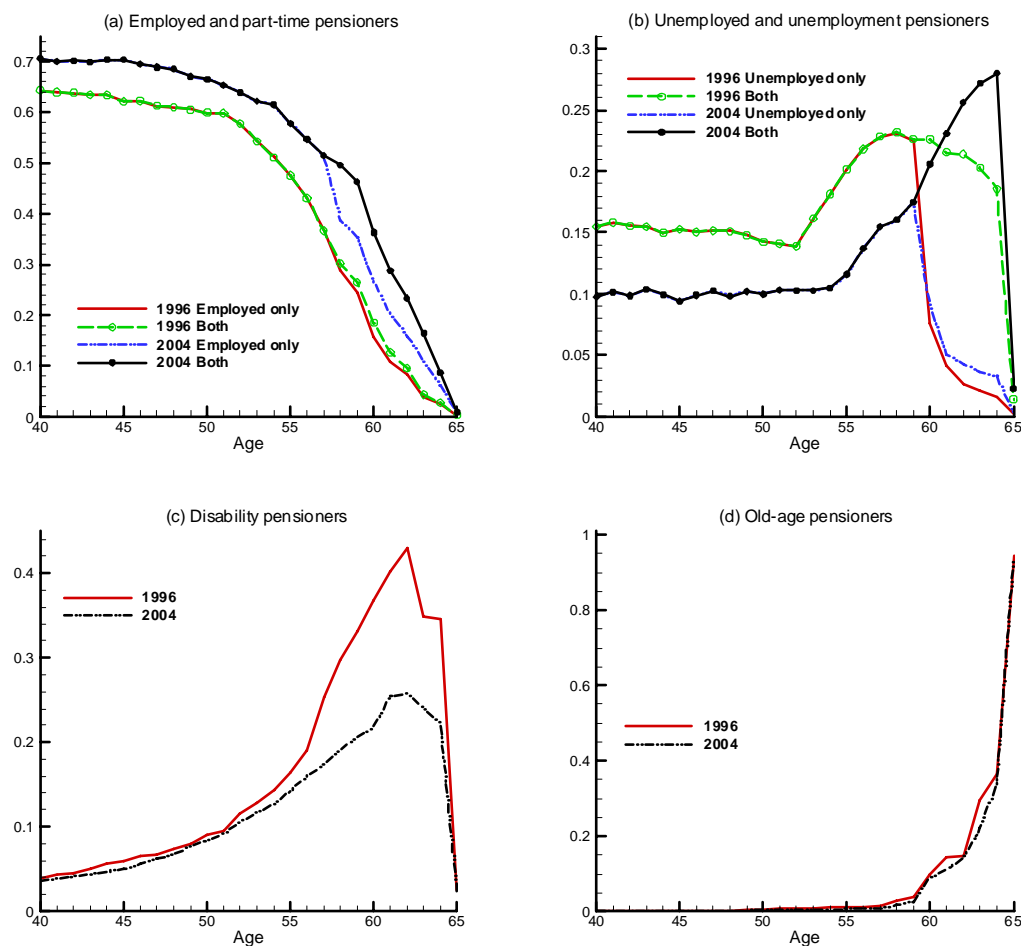 (a) Employed and part-time pensioners
0.7
0.6
0.5
0.4
0.3
0.2
0.1
0
1996 Employed only
1996 Both
2004 Employed only
2004 Both
40 45 50 55 60 65
Age
(b) Unemployed and unemployment pensioners
0.3
0.25
0.2
0.15
0.1
0.05
0
1996 Unemployed only
1996 Both
2004 Unemployed only
2004 Both
40 45 50 55 60 65
Age
(c) Disability pensioners
0.4
0.3
0.2
0.1
0
1996
2004
40 45 50 55 60 65
Age
(d) Old-age pensioners
1
0.8
0.6
0.4
0.2
0
1996
2004
40 45 50 55 60 65
Age